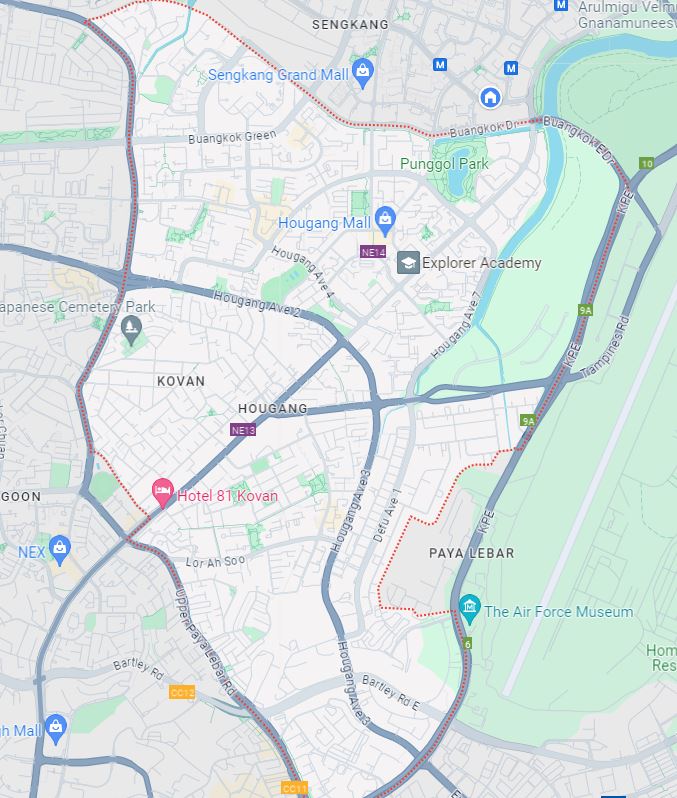 SENGKANG
Arulmigu Velm
Gnanamuneesv
M
Sengkang Grand Mall
M
Buangkok Dr
Buangkok E Dr
Buangkok Green
Punggol Park
10
KPE
Hougang Mall
NE14
Explorer Academy
Hougang Ave 4
Hougang Ave 2
apanese Cemetery Park
Hougang Ave 7
9A
KPE
Tampines Rd
KOVAN
HOUGANG
NE13
9A
GOON
Hotel 81 Kovan
Hougang Ave 3
Defu Ave 1
KPE
NEX
Lor Ah Soo
PAYA LEBAR
Upper Paya Lebar Rd
The Air Force Museum
6
Hom
Res
Bartley Rd
CC12
Hougang Ave 3
Bartley Rd E
gh Mall
CC11